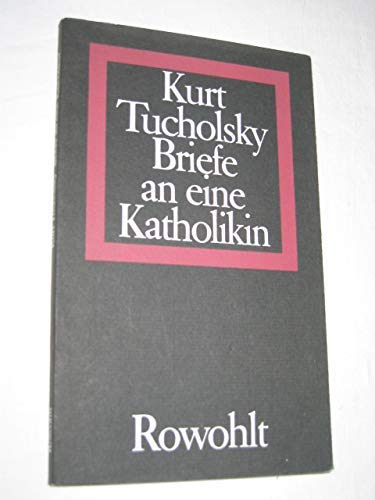 Kurt
Tucholsky
Briefe
an eine
Katholikin
Rowohlt